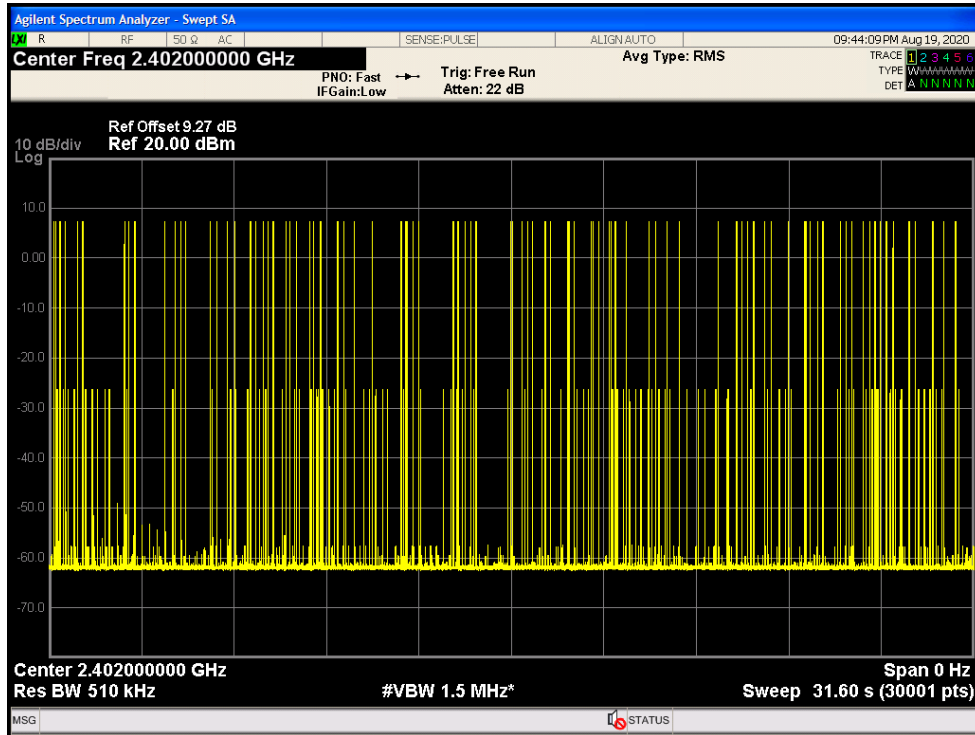 Agilent Spectrum Analyzer - Swept SA
LXI R RF 50 Ω AC SENSE:PULSE ALIGN AUTO 09:44:09 PM Aug 19, 2020
Center Freq 2.402000000 GHz Avg Type: RMS TRACE 1 2 3 4 5 6
PNO: Fast Trig: Free Run TYPE WWWWWW
IFGain:Low Atten: 22 dB DET A N N N N N
Ref Offset 9.27 dB
10 dB/div Ref 20.00 dBm
Log
10.0
0.00
-10.0
-20.0
-30.0
-40.0
-50.0
-60.0
-70.0
Center 2.402000000 GHz Span 0 Hz
Res BW 510 kHz #VBW 1.5 MHz* Sweep 31.60 s (30001 pts)
MSG STATUS